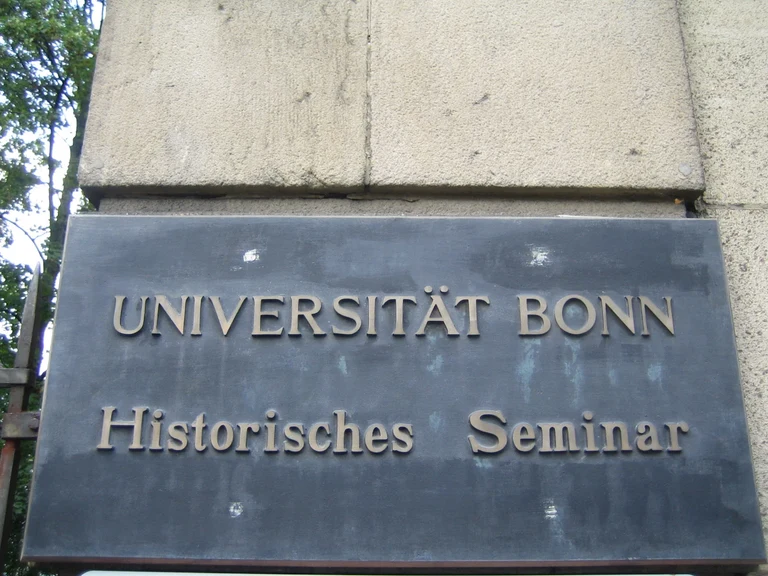 UNIVERSITÄT BONN
Historisches Seminar